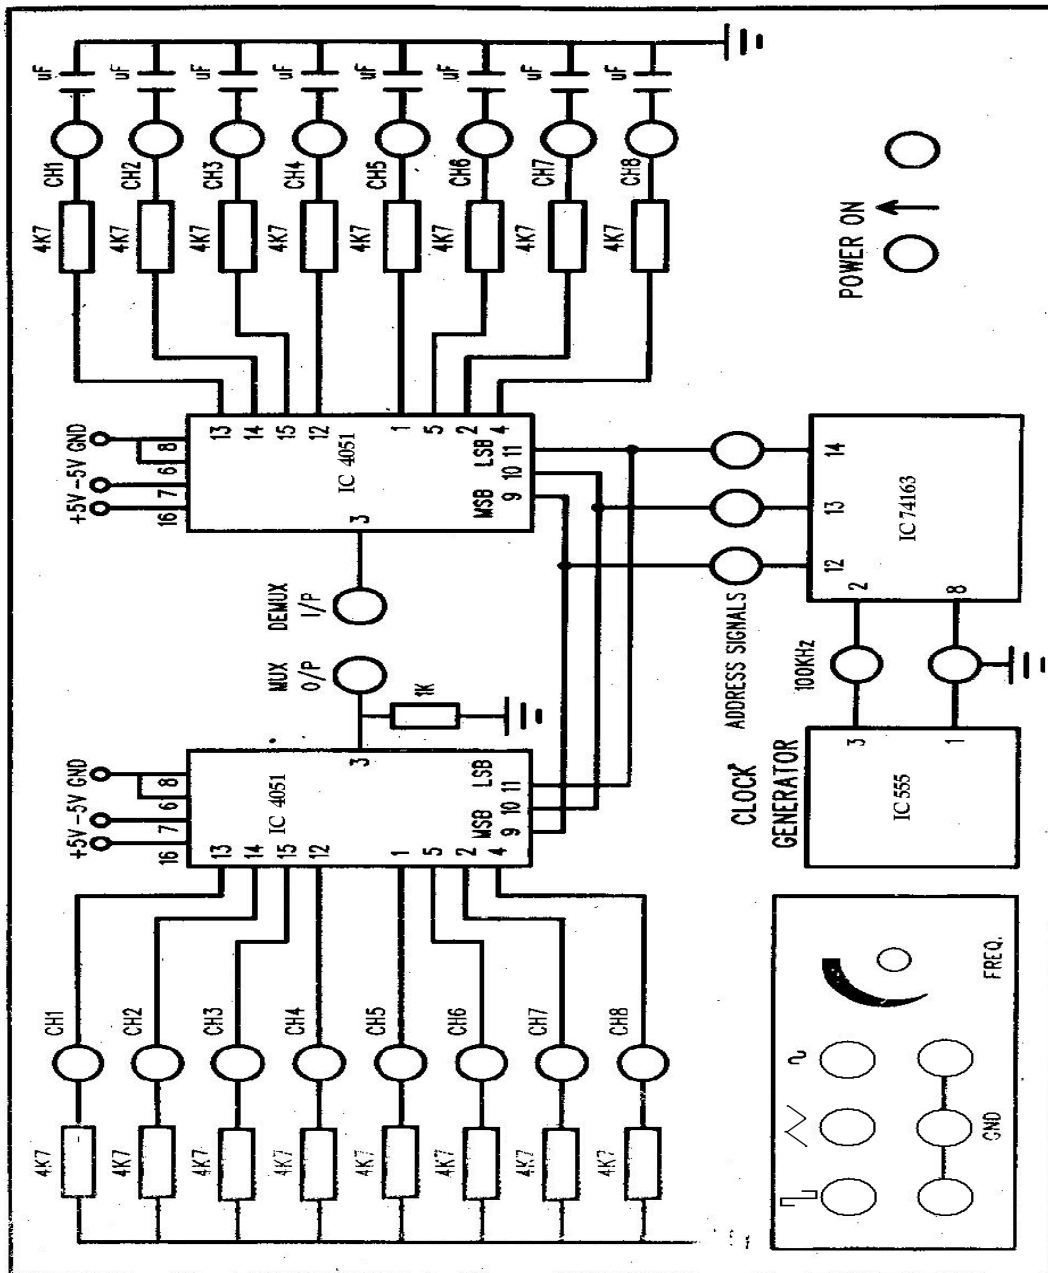 4K7 CH1 4K7 CH1 uF
+5V -5V GND +5V -5V GND
4K7 CH2 4K7 CH2 uF
16 7 6 8 16 7 6 8
4K7 CH3 13 13 4K7 CH3 uF
14 14
4K7 CH4 15 IC 4051 MUX O/P DEMUX I/P 15 4K7 CH4 uF
12 3 3 IC 4051 12
4K7 CH5 1 1K 1 4K7 CH5 uF
5 5
4K7 CH6 2 2 4K7 CH6 uF
4 MSB LSB MSB LSB 4
4K7 CH7 9 10 11 9 10 11 4K7 CH7 uF
4K7 CH8 4K7 CH8 uF
ADDRESS SIGNALS
CLOCK GENERATOR
100KHz
12 13 14
3 2
IC 555 IC 74163
1 8
POWER ON
GND FREQ.